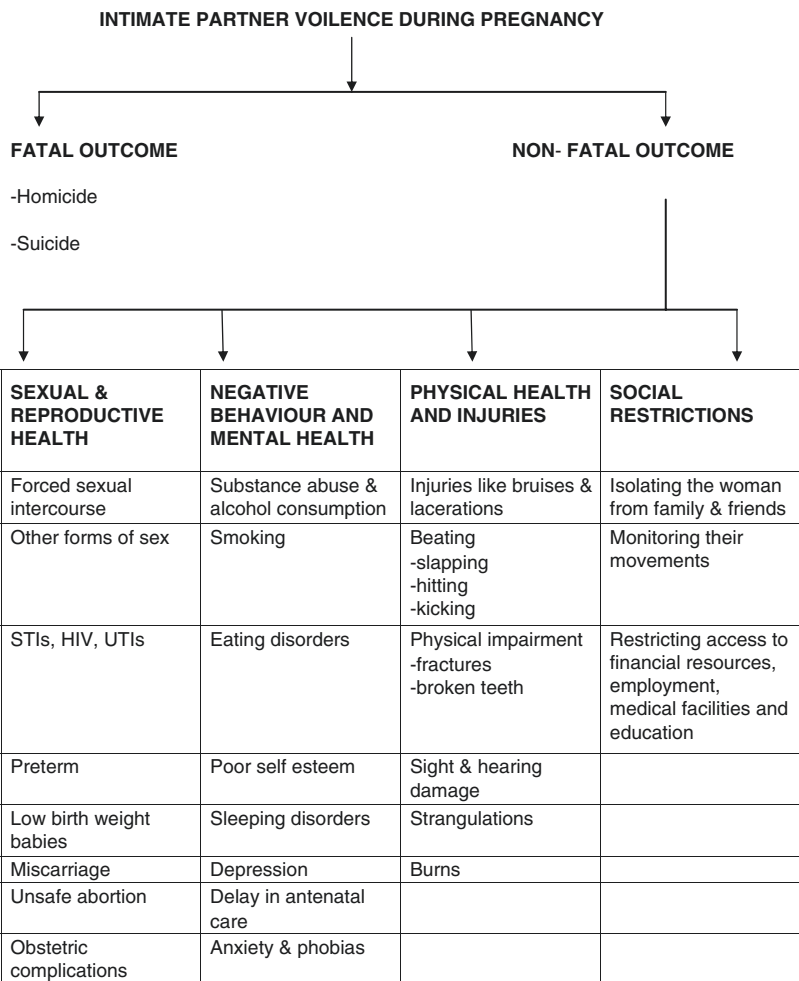 INTIMATE PARTNER VOILENCE DURING PREGNANCY
FATAL OUTCOME
NON- FATAL OUTCOME
-Homicide
-Suicide
SEXUAL &
REPRODUCTIVE
HEALTH
NEGATIVE
BEHAVIOUR AND
MENTAL HEALTH
PHYSICAL HEALTH
AND INJURIES
SOCIAL
RESTRICTIONS
Forced sexual
intercourse
Substance abuse &
alcohol consumption
Injuries like bruises &
lacerations
Isolating the woman
from family & friends
Other forms of sex
Smoking
Beating
-slapping
-hitting
-kicking
Monitoring their
movements
STIs, HIV, UTIs
Eating disorders
Physical impairment
-fractures
-broken teeth
Restricting access to
financial resources,
employment,
medical facilities and
education
Preterm
Poor self esteem
Sight & hearing
damage
Low birth weight
babies
Sleeping disorders
Strangulations
Miscarriage
Depression
Burns
Unsafe abortion
Delay in antenatal
care
Obstetric
complications
Anxiety & phobias